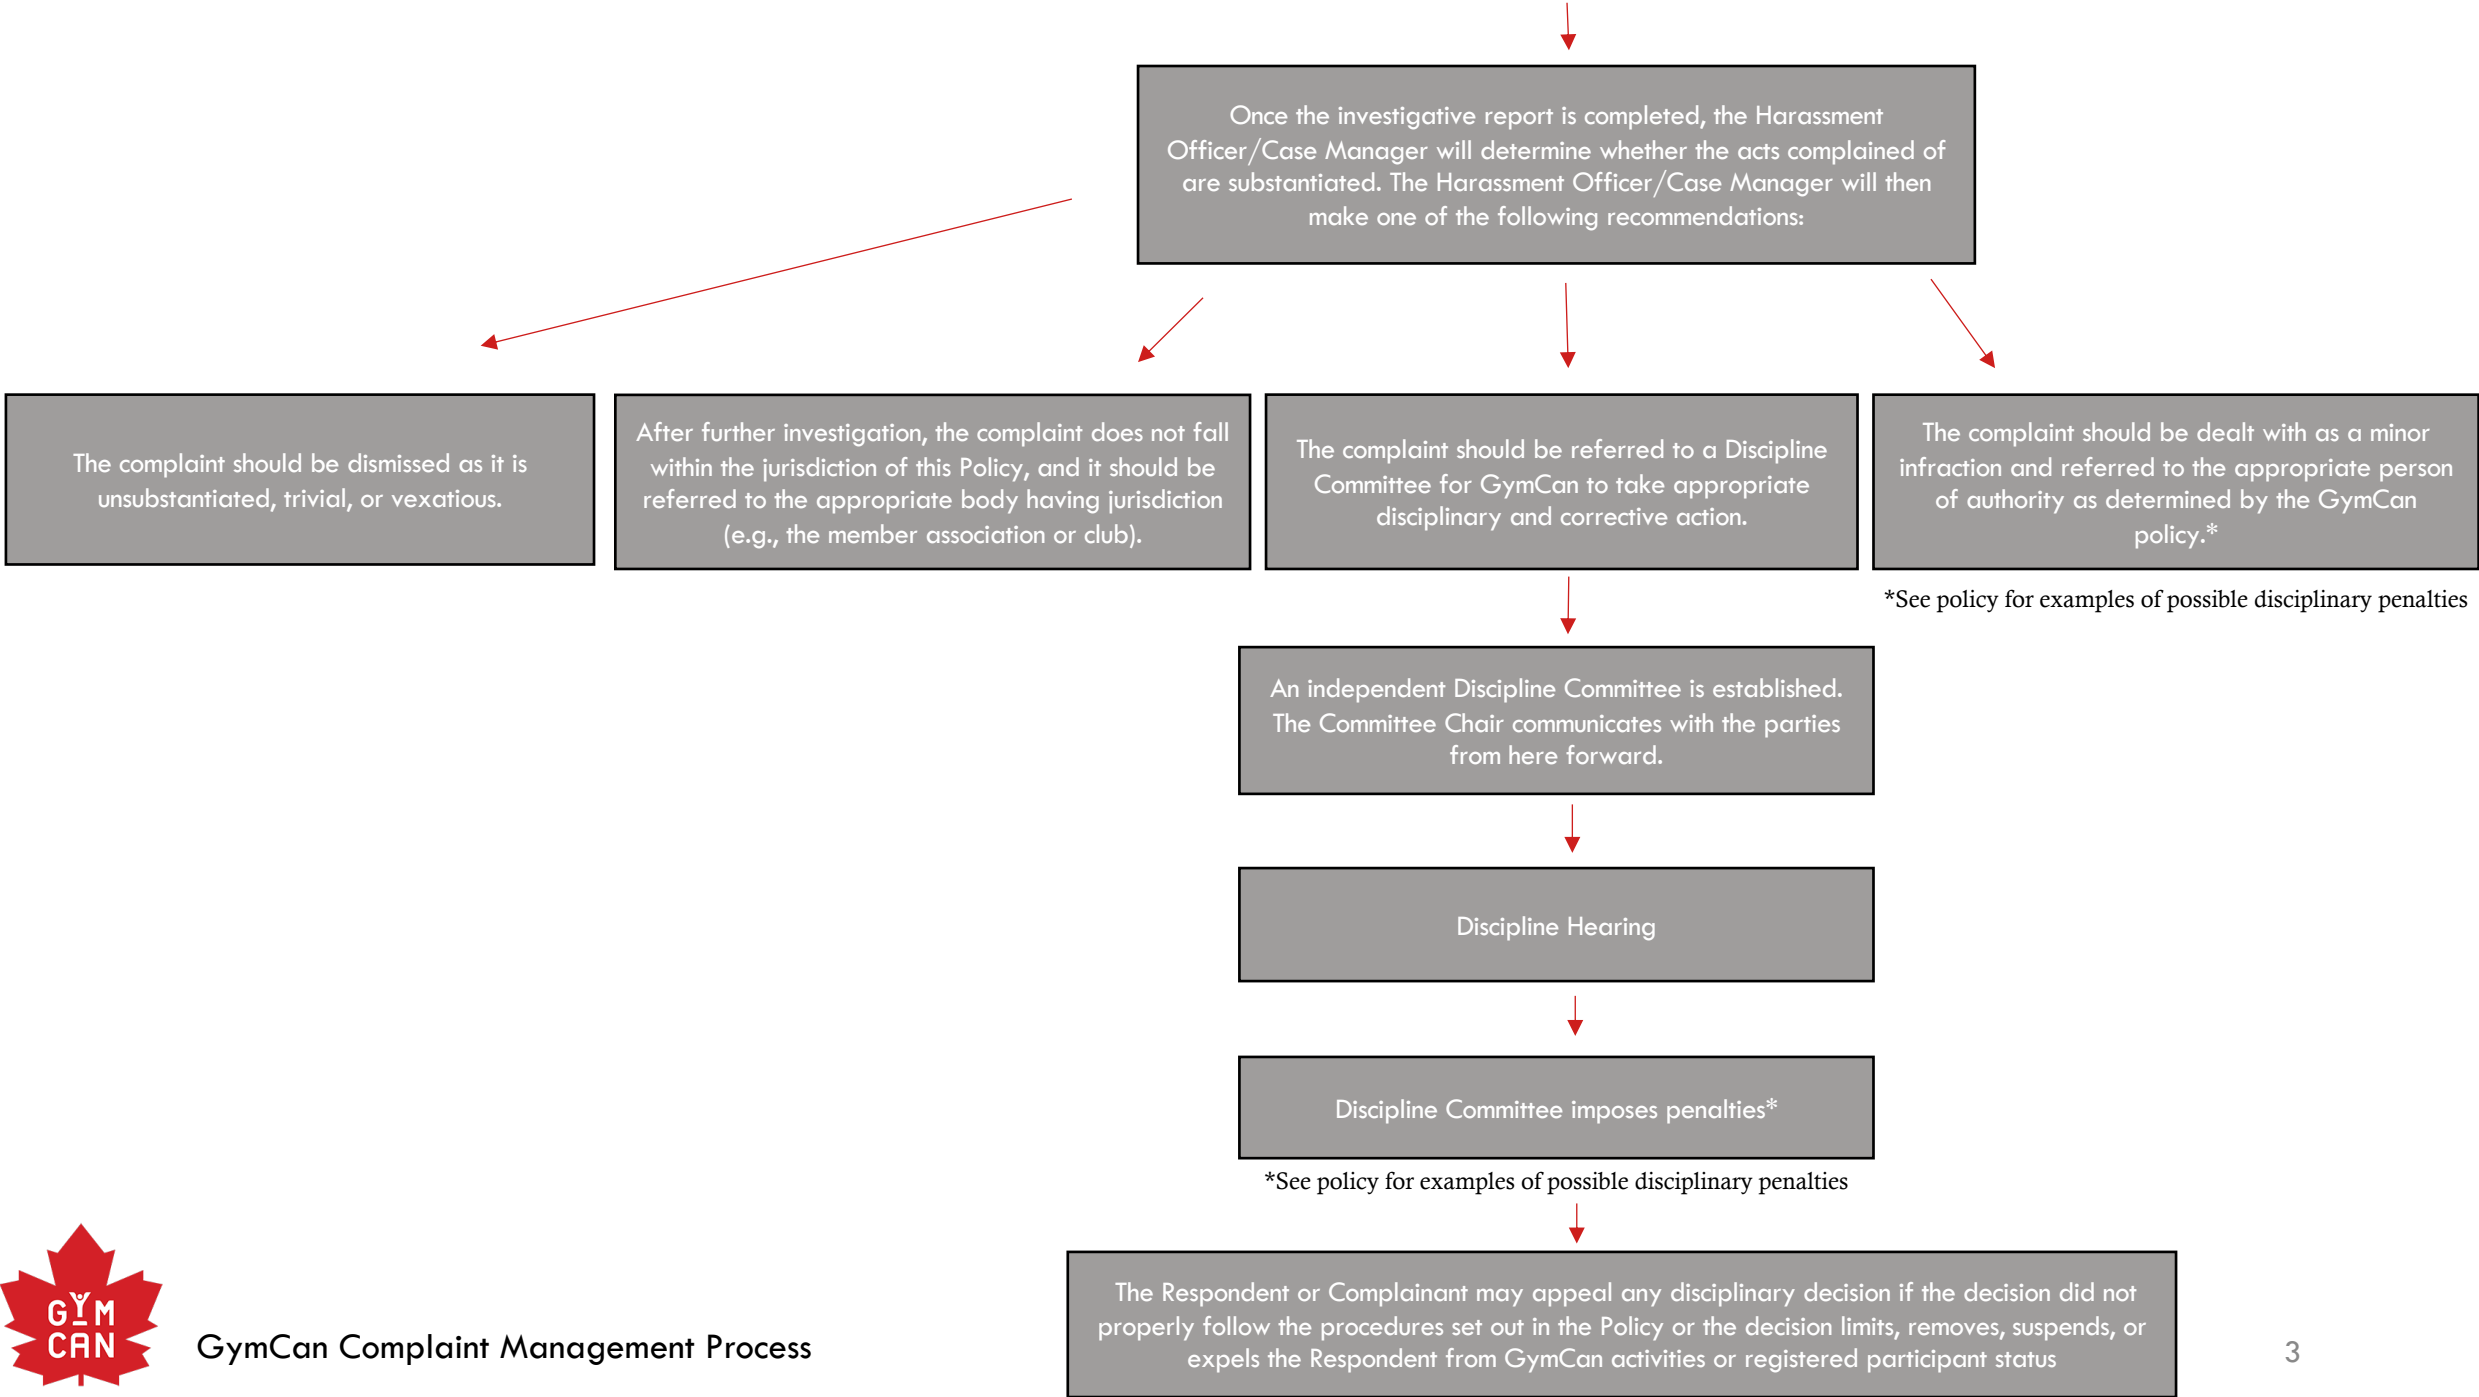 Once the investigative report is completed, the Harassment
Officer/Case Manager will determine whether the acts complained of
are substantiated. The Harassment Officer/Case Manager will then
make one of the following recommendations:
The complaint should be dismissed as it is
unsubstantiated, trivial, or vexatious.
After further investigation, the complaint does not fall
within the jurisdiction of this Policy, and it should be
referred to the appropriate body having jurisdiction
(e.g., the member association or club).
The complaint should be referred to a Discipline
Committee for GymCan to take appropriate
disciplinary and corrective action.
The complaint should be dealt with as a minor
infraction and referred to the appropriate person
of authority as determined by the GymCan
policy.*
*See policy for examples of possible disciplinary penalties
An independent Discipline Committee is established.
The Committee Chair communicates with the parties
from here forward.
Discipline Hearing
Discipline Committee imposes penalties*
*See policy for examples of possible disciplinary penalties
The Respondent or Complainant may appeal any disciplinary decision if the decision did not
properly follow the procedures set out in the Policy or the decision limits, removes, suspends, or
expels the Respondent from GymCan activities or registered participant status
GYM
CAN
GymCan Complaint Management Process
3